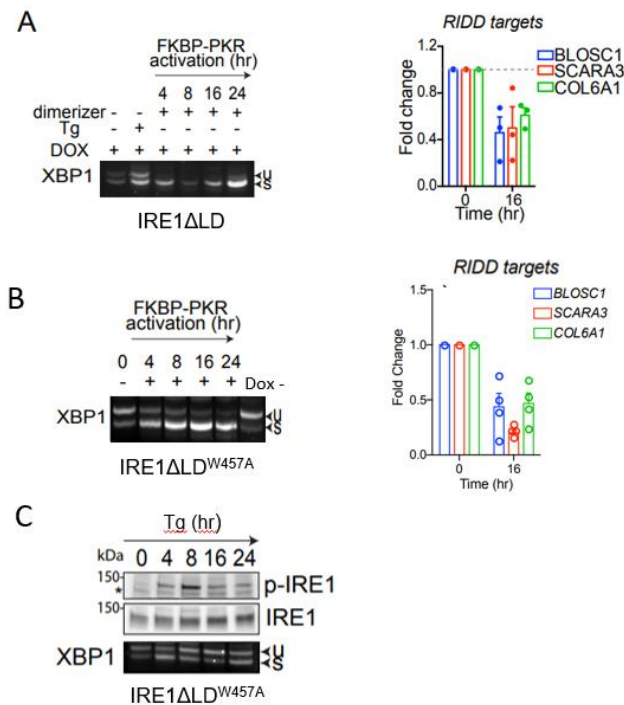 A
FKBP-PKR
activation (hr)
4 8 16 24
dimerizer - - + + + +
Tg - + - - - -
DOX + + + + + +
XBP1
U
S
IRE1ΔLD
RIDD targets
BLOSC1
SCARA3
COL6A1
Fold change
1.2
0.8
0.4
0.0
0 16
Time (hr)
B
FKBP-PKR
activation (hr)
0 4 8 16 24
- + + + + Dox -
XBP1
U
S
IRE1ΔLD^W457A
RIDD targets
BLOSC1
SCARA3
COL6A1
Fold Change
1.5
1.0
0.5
0.0
0 16
Time (hr)
C
Tg (hr)
kDa 0 4 8 16 24
150
*
p-IRE1
150
IRE1
XBP1
U
S
IRE1ΔLD^W457A